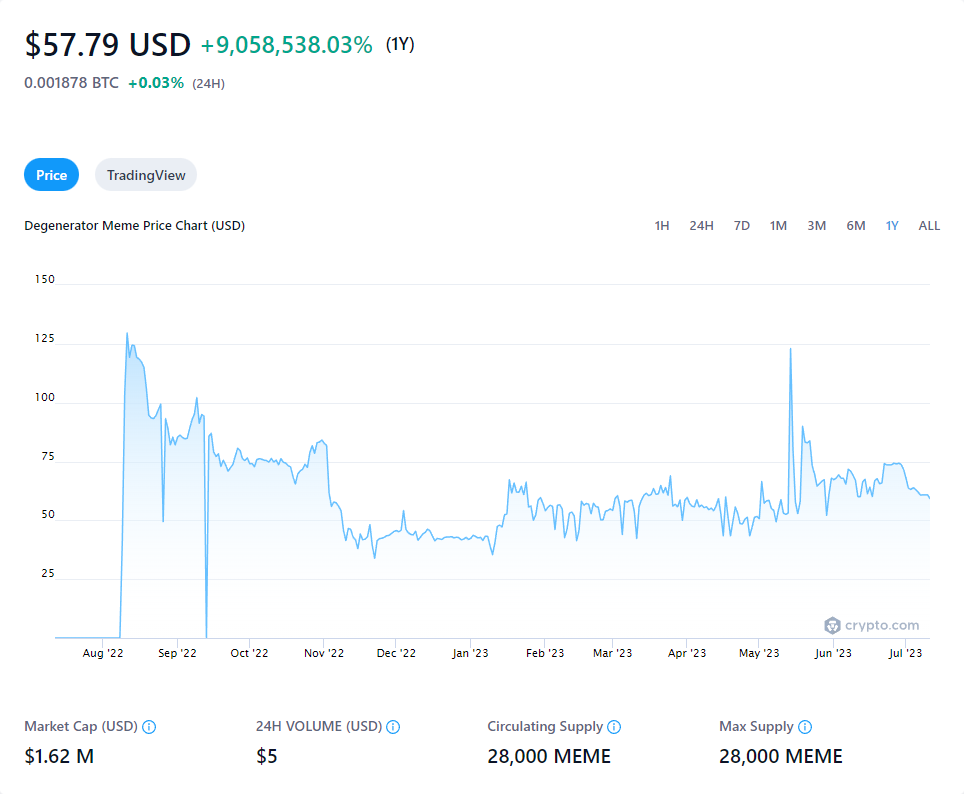 $57.79 USD +9,058,538.03% (1Y)
0.001878 BTC +0.03% (24H)
Price TradingView
Degenerator Meme Price Chart (USD) 1H 24H 7D 1M 3M 6M 1Y ALL
150
125
100
75
50
25
crypto.com
Aug '22 Sep '22 Oct '22 Nov '22 Dec '22 Jan '23 Feb '23 Mar '23 Apr '23 May '23 Jun '23 Jul '23
Market Cap (USD) 24H VOLUME (USD) Circulating Supply Max Supply
$1.62 M $5 28,000 MEME 28,000 MEME